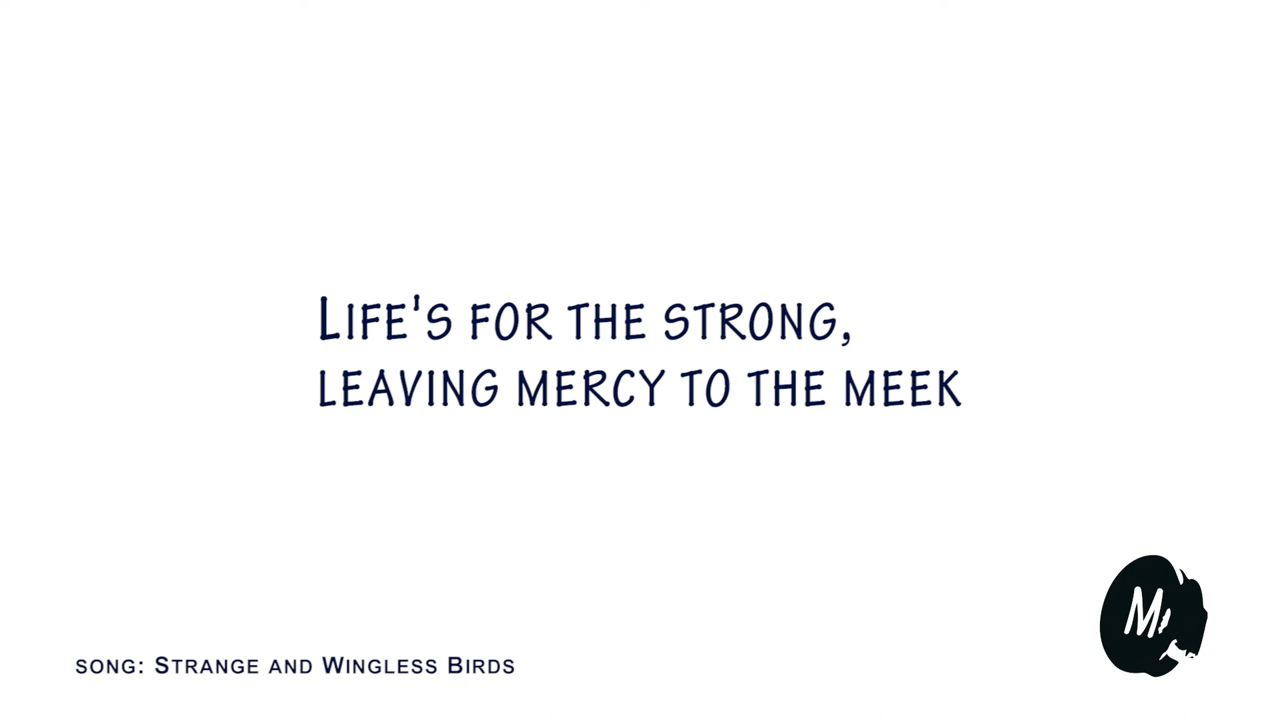 Life's for the strong,
leaving mercy to the meek
M
song: Strange and Wingless Birds